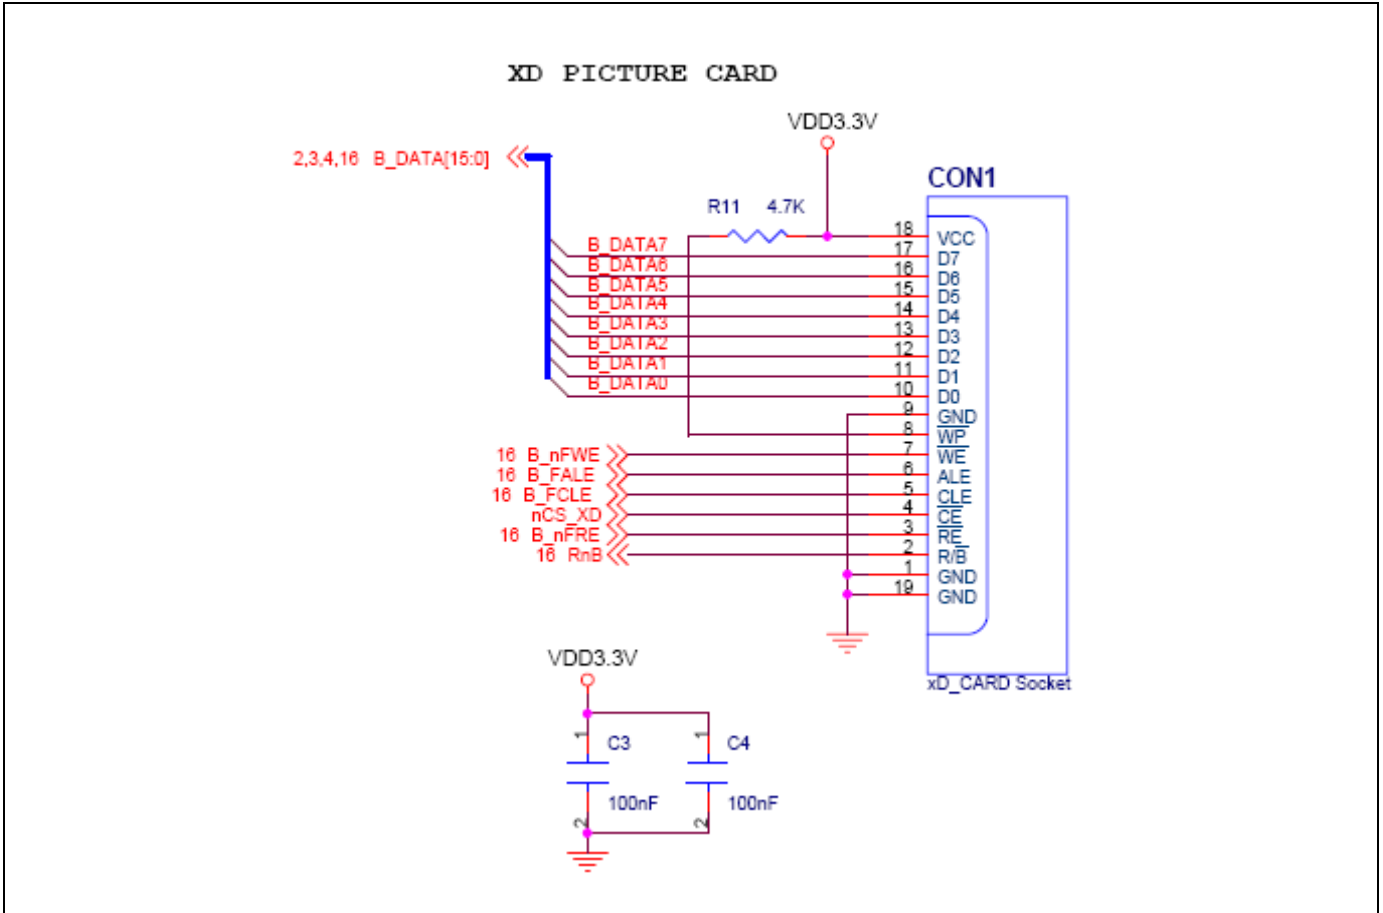 XD PICTURE CARD
VDD3.3V
2,3,4,16 B_DATA[15:0]
CON1
R11 4.7K
18 VCC
B_DATA7 17 D7
B_DATA6 16 D6
B_DATA5 15 D5
B_DATA4 14 D4
B_DATA3 13 D3
B_DATA2 12 D2
B_DATA1 11 D1
B_DATA0 10 D0
9 GND
8 WP
16 B_nFWE 7 WE
16 B_FALE 6 ALE
16 B_FCLE 5 CLE
nCS_XD 4 CE
16 B_nFRE 3 RE
16 RnB 2 R/B
1 GND
19 GND
xD_CARD Socket
VDD3.3V
1 C3 1 C4
100nF 100nF
2 2